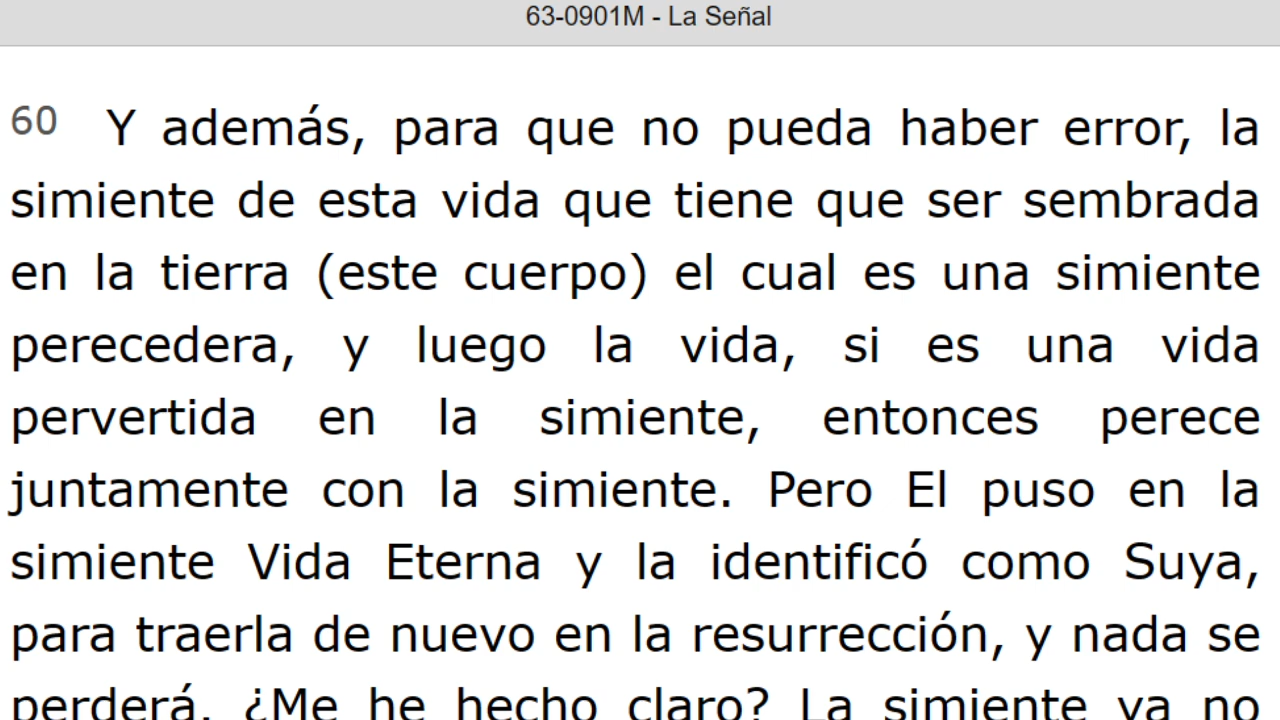 63-0901M - La Señal
60 Y además, para que no pueda haber error, la
simiente de esta vida que tiene que ser sembrada
en la tierra (este cuerpo) el cual es una simiente
perecedera, y luego la vida, si es una vida
pervertida en la simiente, entonces perece
juntamente con la simiente. Pero El puso en la
simiente Vida Eterna y la identificó como Suya,
para traerla de nuevo en la resurrección, y nada se
perderá. ¿Me he hecho claro? La simiente ya no